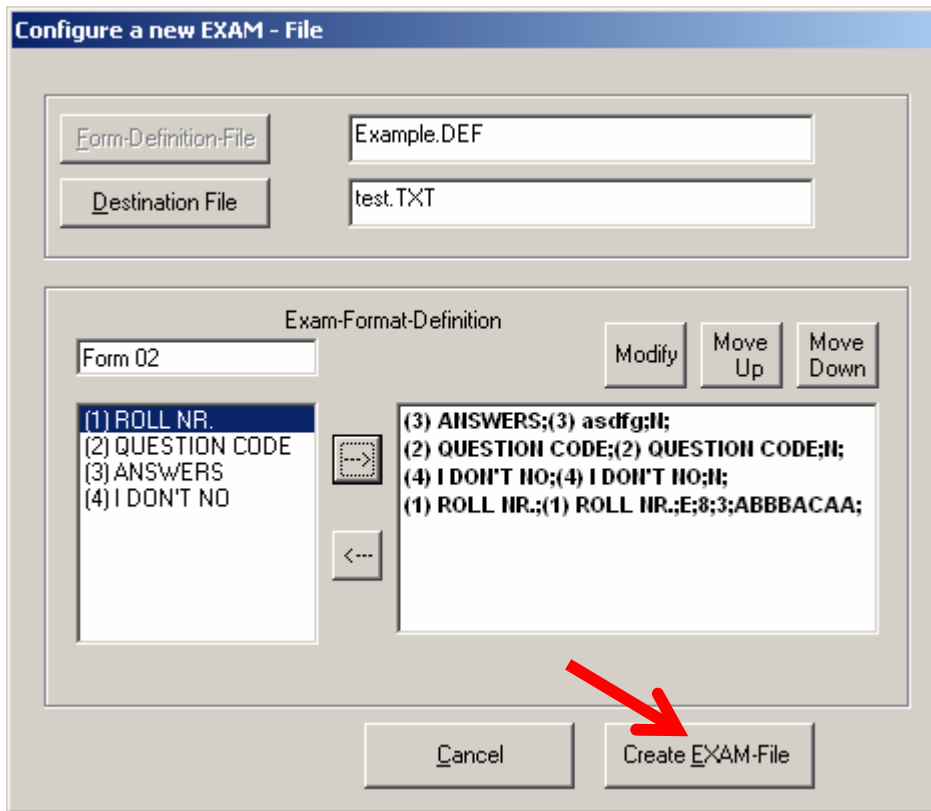 Configure a new EXAM - File
Form-Definition-File
Example.DEF
Destination File
test.TXT
Exam-Format-Definition
Form 02
Modify
Move
Up
Move
Down
(1) ROLL NR.
(2) QUESTION CODE
(3) ANSWERS
(4) I DON'T NO
--->
<---
(3) ANSWERS;(3) asdfg;N;
(2) QUESTION CODE;(2) QUESTION CODE;N;
(4) I DON'T NO;(4) I DON'T NO;N;
(1) ROLL NR.;(1) ROLL NR.;E;8;3;ABBBACAA;
Cancel
Create EXAM-File